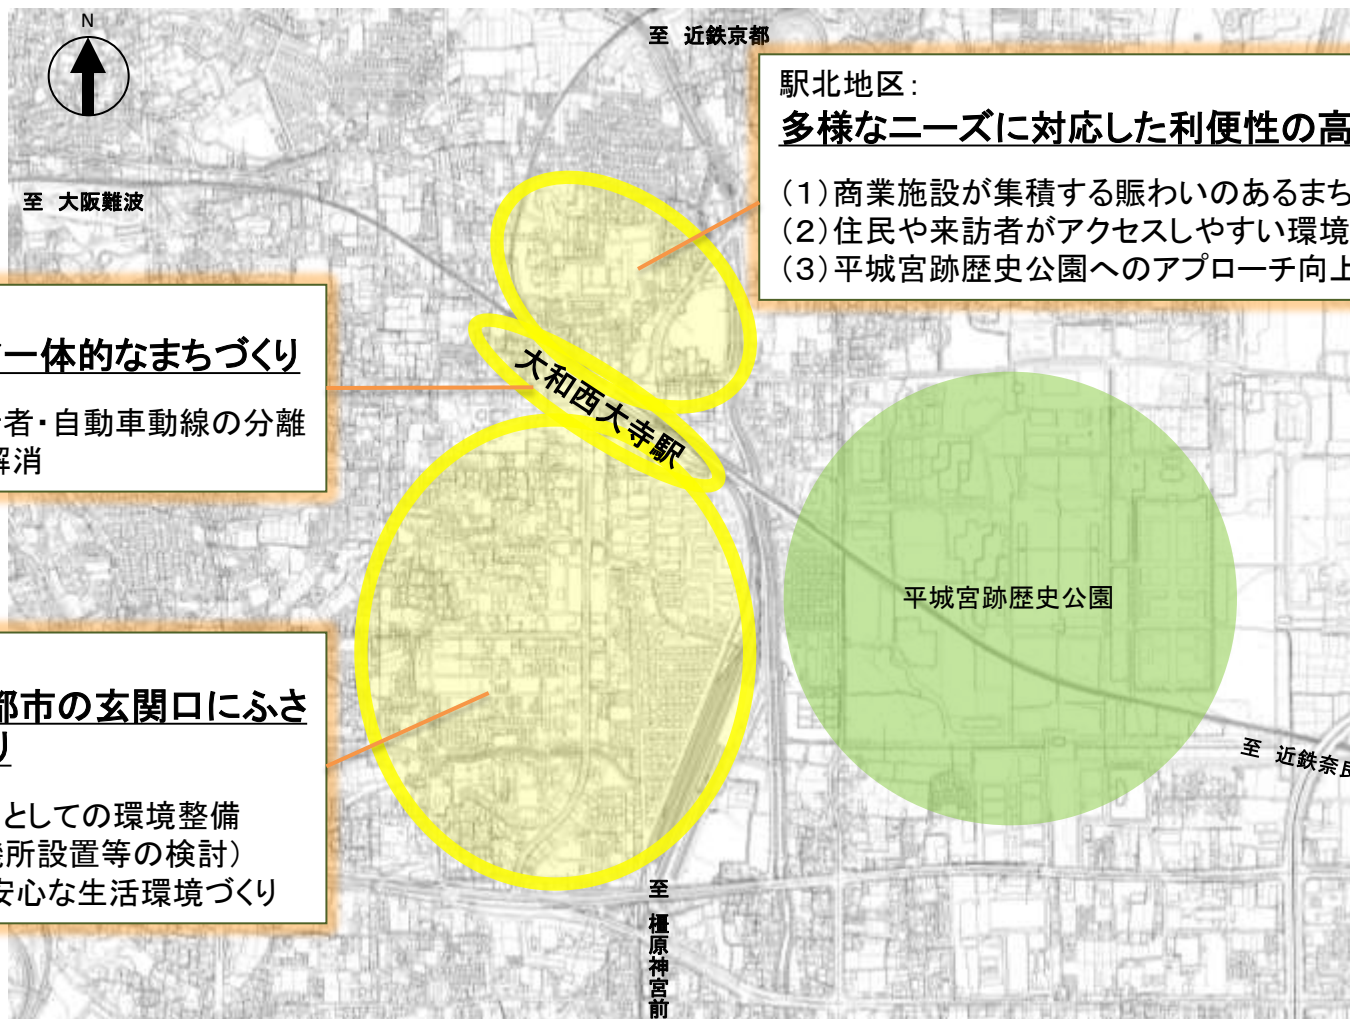 N
至 近鉄京都
駅北地区：
多様なニーズに対応した利便性の高
（1）商業施設が集積する賑わいのあるまち
（2）住民や来訪者がアクセスしやすい環境
（3）平城宮跡歴史公園へのアプローチ向上
至 大阪難波
一体的なまちづくり
者・自動車動線の分離
解消
大和西大寺駅
平城宮跡歴史公園
都市の玄関口にふさ
り
としての環境整備
所設置等の検討）
安心な生活環境づくり
至 近鉄奈良
至 橿原神宮前